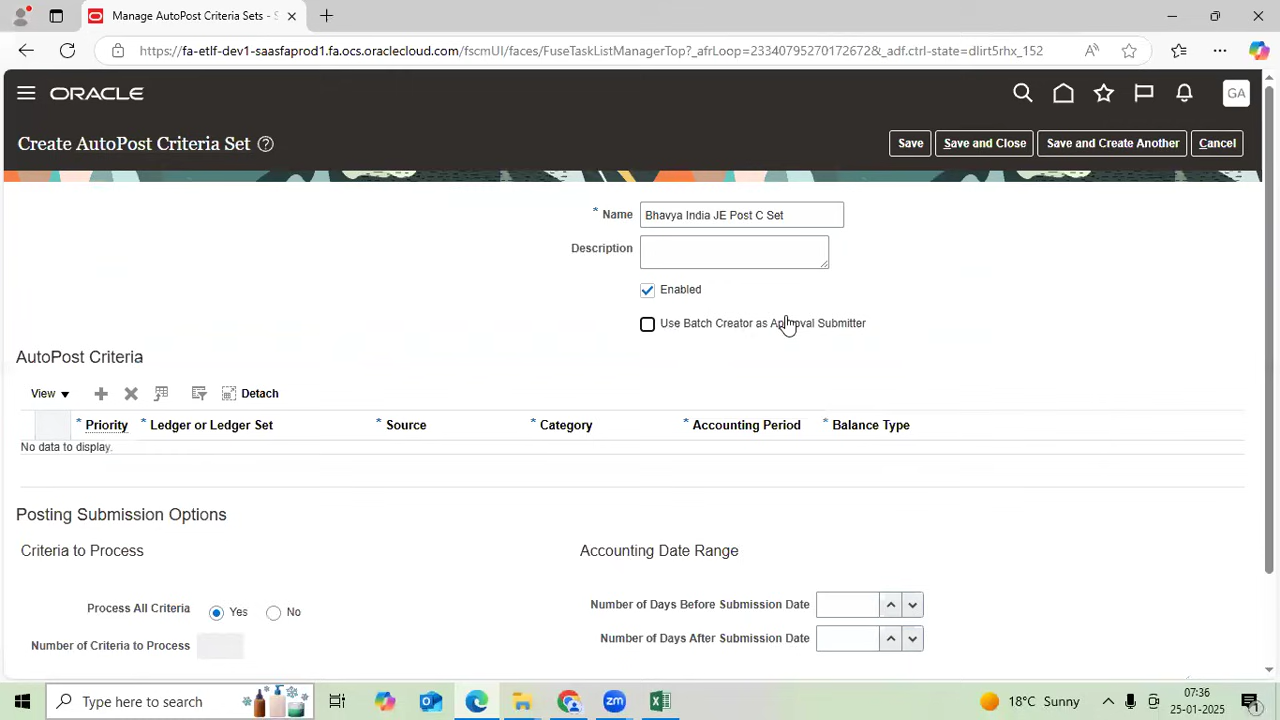 Manage AutoPost Criteria Sets - S
https://fa-etlf-dev1-saasfaprod1.fa.ocs.oraclecloud.com/fscmUI/faces/FuseTaskListManagerTop?_afrLoop=23340795270172672&_adf.ctrl-state=dlirt5rhx_152
ORACLE
GA
Create AutoPost Criteria Set
Save
Save and Close
Save and Create Another
Cancel
* Name Bhavya India JE Post C Set
Description
Enabled
Use Batch Creator as Approval Submitter
AutoPost Criteria
View
Detach
* Priority * Ledger or Ledger Set * Source * Category * Accounting Period * Balance Type
No data to display.
Posting Submission Options
Criteria to Process
Accounting Date Range
Process All Criteria Yes No
Number of Days Before Submission Date
Number of Criteria to Process
Number of Days After Submission Date
Type here to search
18°C Sunny
07:36
25-01-2025